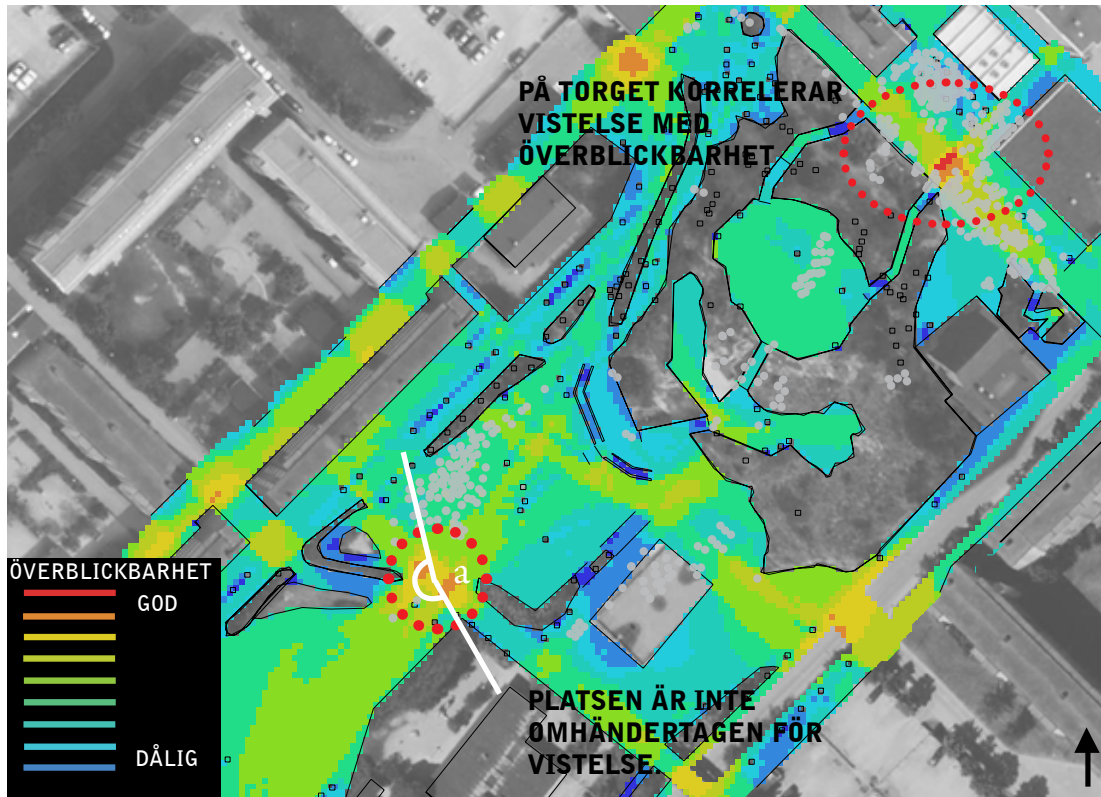 PÅ TORGET KORRELERAR
VISTELSE MED
ÖVERBLICKBARHET
a
ÖVERBLICKBARHET
GOD
DÅLIG
PLATSEN ÄR INTE
OMHÄNDERTAGEN FÖR
VISTELSE.